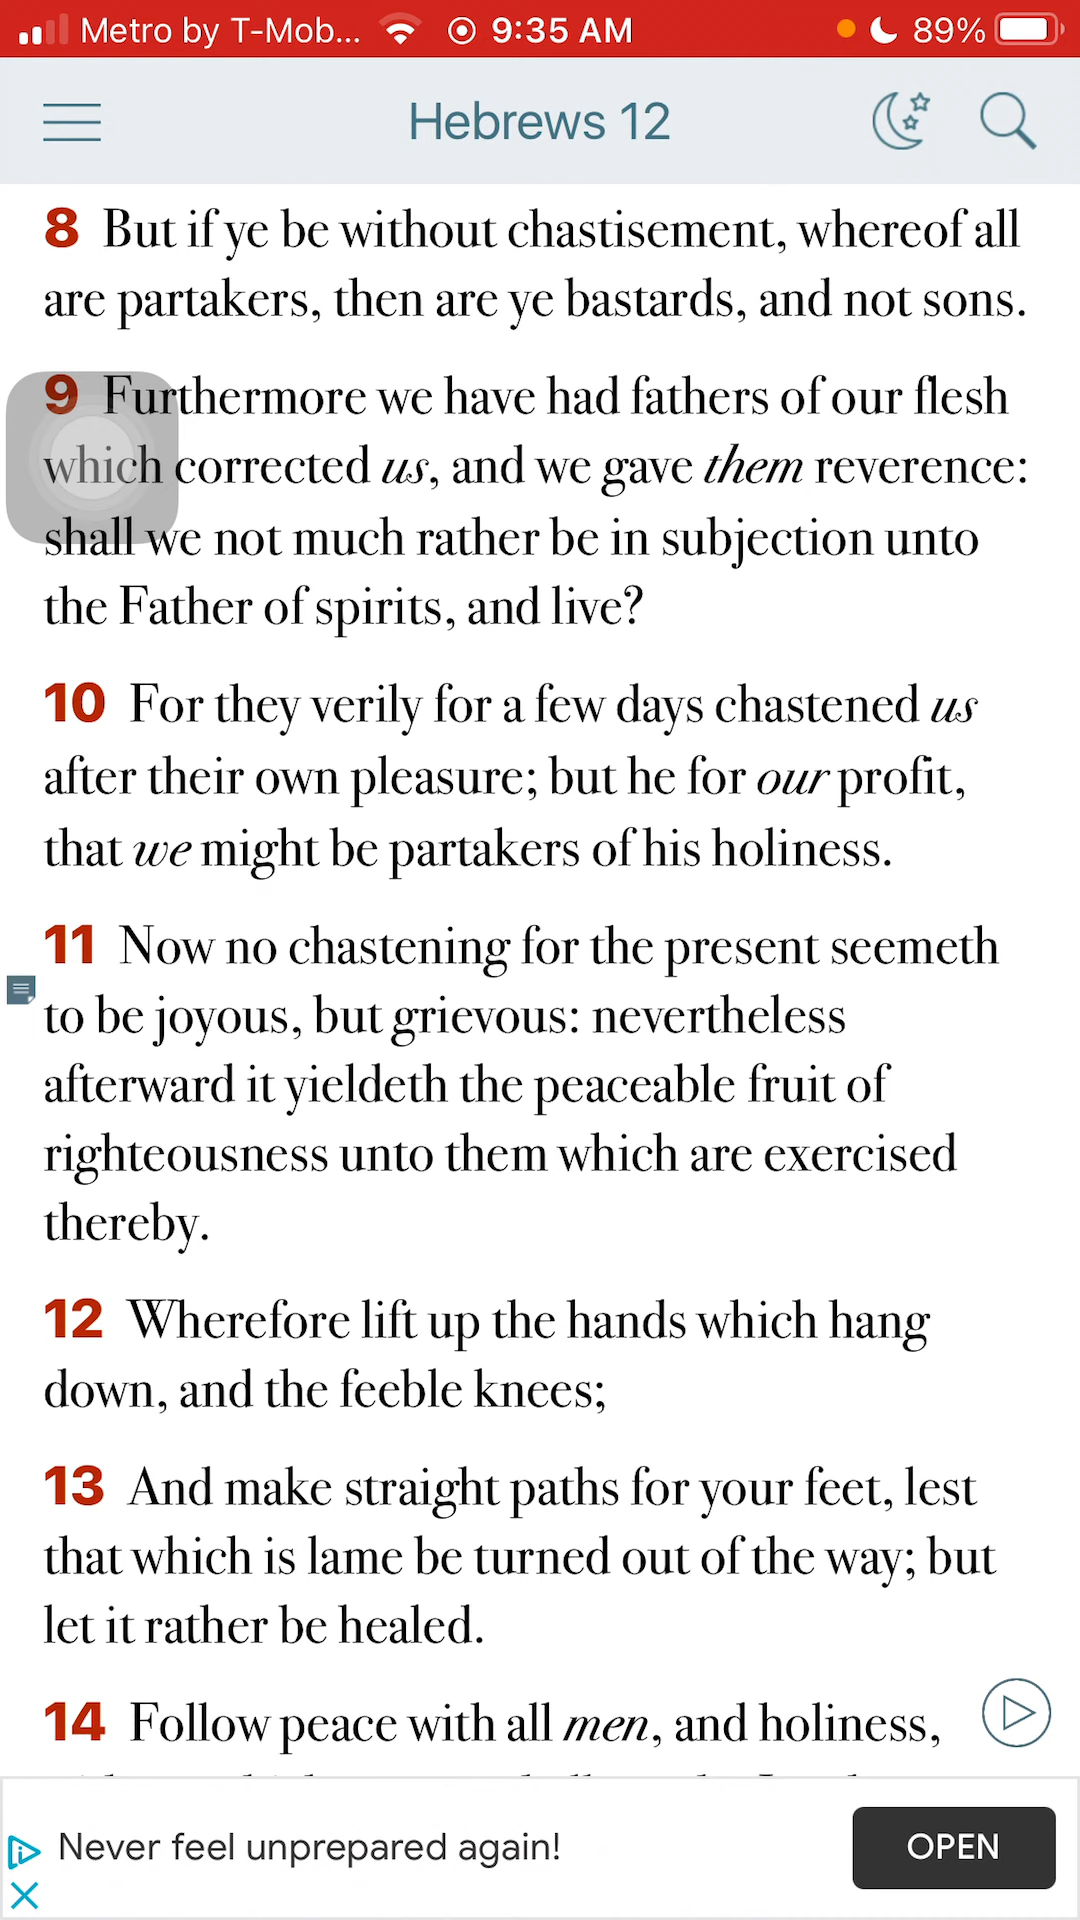 Metro by T-Mob... 9:35 AM 89%
Hebrews 12
8 But if ye be without chastisement, whereof all
are partakers, then are ye bastards, and not sons.
9 Furthermore we have had fathers of our flesh
which corrected us, and we gave them reverence:
shall we not much rather be in subjection unto
the Father of spirits, and live?
10 For they verily for a few days chastened us
after their own pleasure; but he for our profit,
that we might be partakers of his holiness.
11 Now no chastening for the present seemeth
to be joyous, but grievous: nevertheless
afterward it yieldeth the peaceable fruit of
righteousness unto them which are exercised
thereby.
12 Wherefore lift up the hands which hang
down, and the feeble knees;
13 And make straight paths for your feet, lest
that which is lame be turned out of the way; but
let it rather be healed.
14 Follow peace with all men, and holiness,
Never feel unprepared again!
OPEN